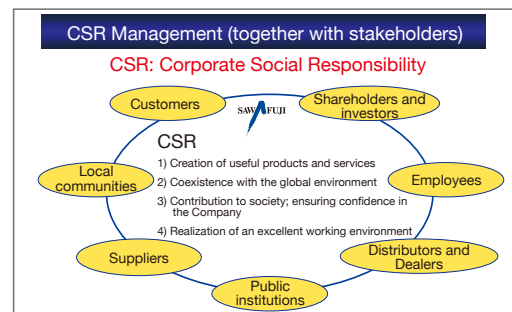 CSR Management (together with stakeholders)
CSR: Corporate Social Responsibility
Customers
SAWAFUJI
Shareholders and
investors
CSR
1) Creation of useful products and services
2) Coexistence with the global environment
3) Contribution to society; ensuring confidence in
the Company
4) Realization of an excellent working environment
Local
communities
Employees
Suppliers
Distributors and
Dealers
Public
institutions